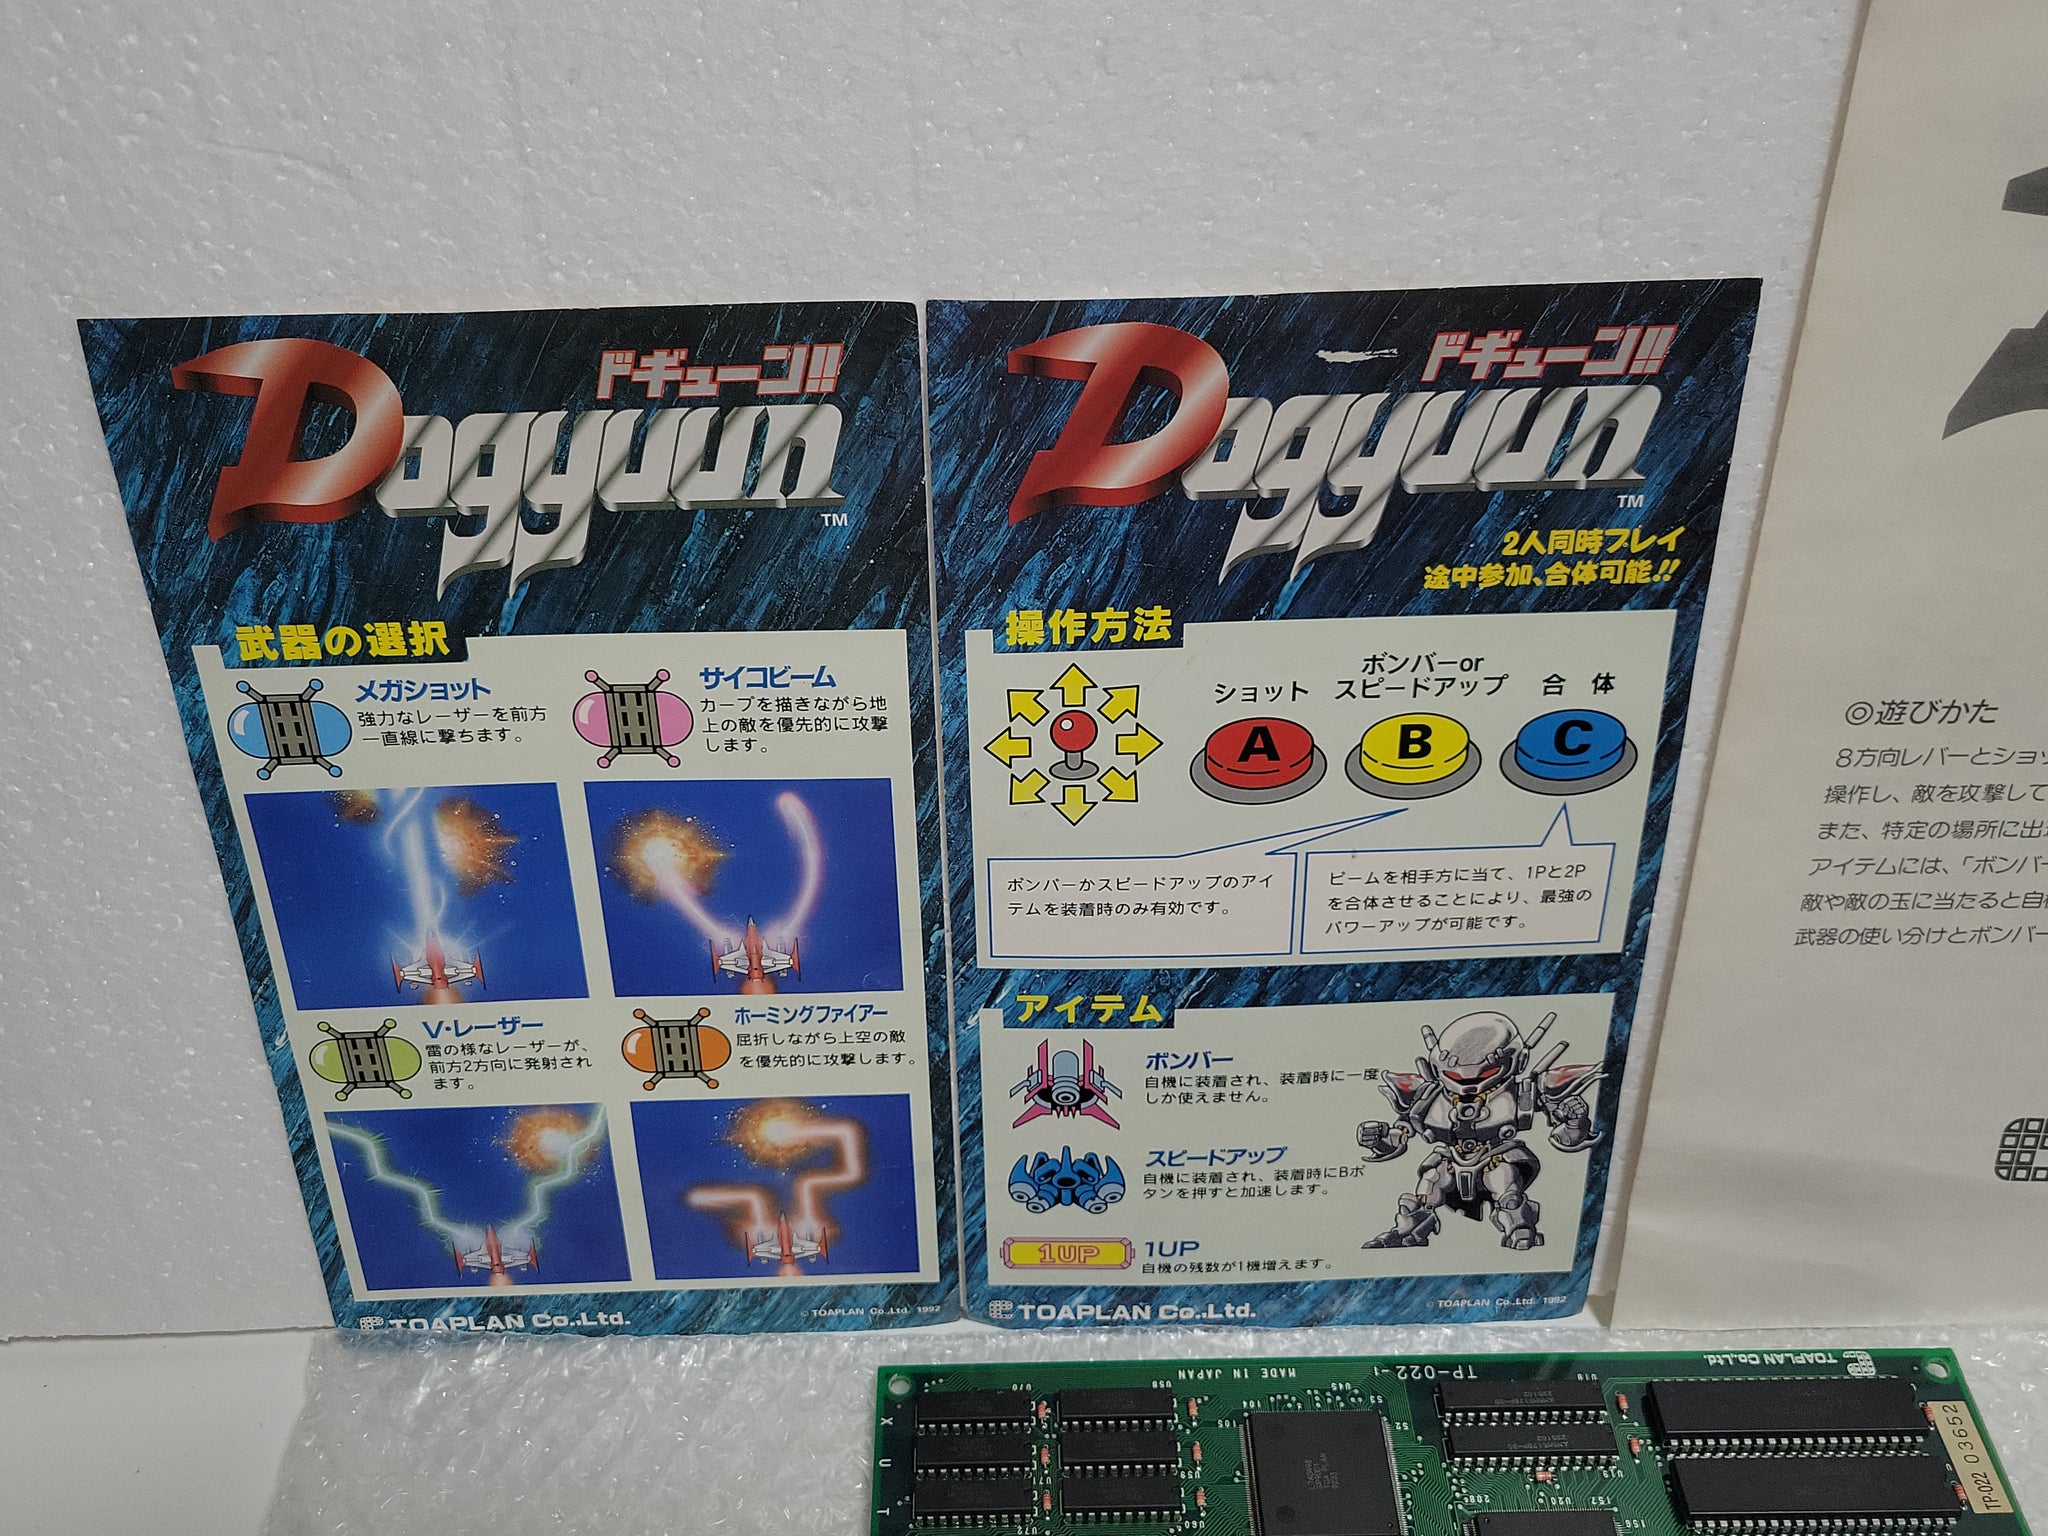 ドギューン!!
Dogyuun
TM
武器の選択
メガショット
強力なレーザーを前方
一直線に撃ちます。
サイコビーム
カーブを描きながら地
上の敵を優先的に攻撃
します。
V・レーザー
雷の様なレーザーが、
前方2方向に発射され
ます。
ホーミングファイアー
屈折しながら上空の敵
を優先的に攻撃します。
TOAPLAN Co.,Ltd.
© TOAPLAN Co.,Ltd. 1992
ドギューン!!
Dogyuun
TM
2人同時プレイ
途中参加、合体可能!!
操作方法
ショット
ボンバーor
スピードアップ
合体
A
B
C
ボンバーかスピードアップのアイ
テムを装着時のみ有効です。
ビームを相手方に当て、1Pと2P
を合体させることにより、最強の
パワーアップが可能です。
アイテム
ボンバー
自機に装着され、装着時に一度
しか使えません。
スピードアップ
自機に装着され、装着時にBボ
タンを押すと加速します。
1UP
1UP
自機の残数が1機増えます。
TOAPLAN Co.,Ltd.
© TOAPLAN Co.,Ltd. 1992
◎遊びかた
8方向レバーとショッ
操作し、敵を攻撃して
また、特定の場所に出
アイテムには、「ボンバー
敵や敵の玉に当たると自
武器の使い分けとボンバー
MADE IN JAPAN
TP-022-1
TOAPLAN Co.,Ltd.
U70
U58
U45
53
U18
104
105
52
X
U
T
U59
U60
U72
U19
U20
208
157
156
TP-022 03652